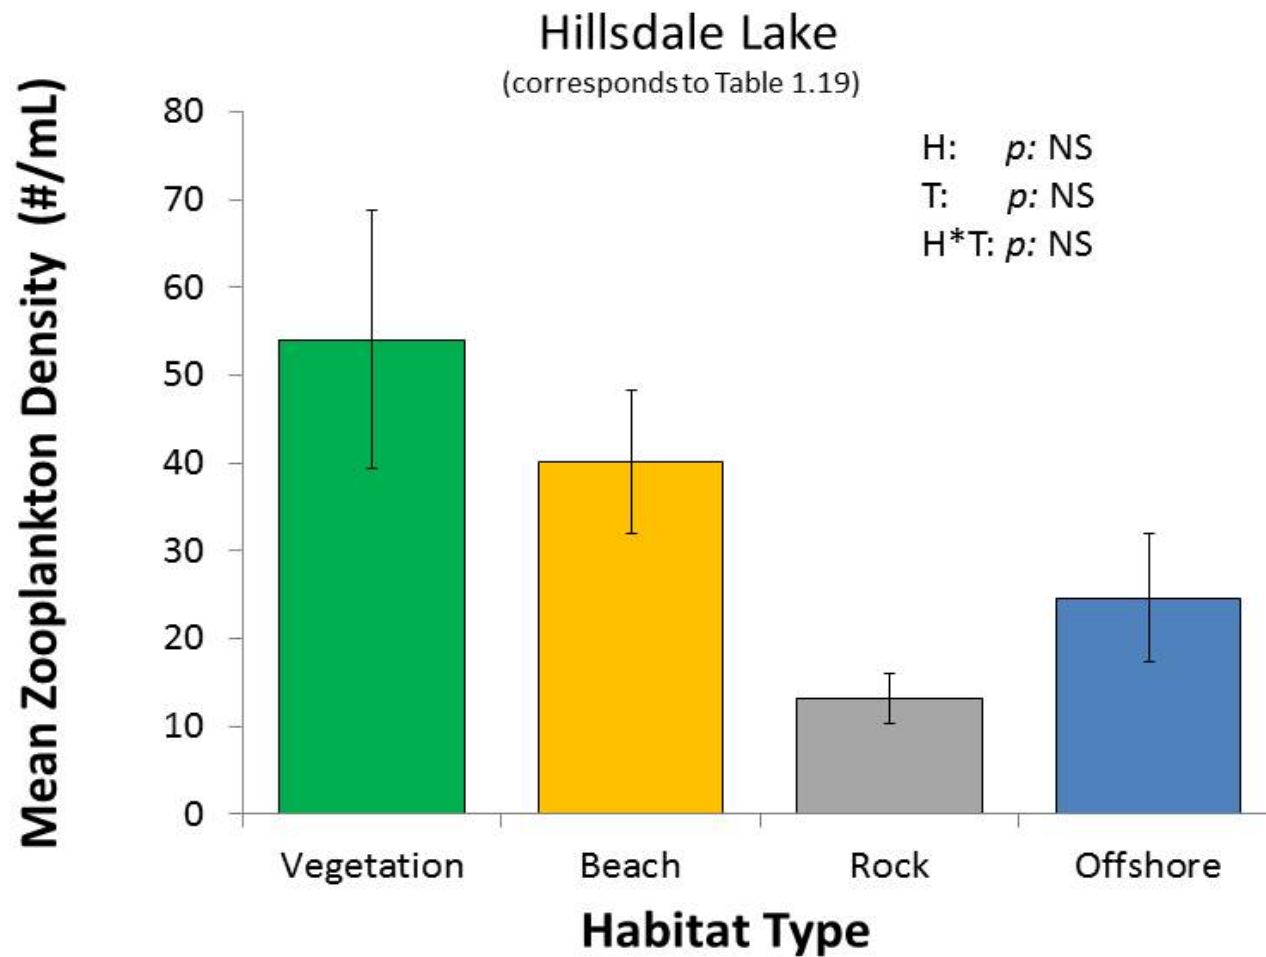 Hillsdale Lake
(corresponds to Table 1.19)
Mean Zooplankton Density (#/mL)
80
70
60
50
40
30
20
10
0
H: p: NS
T: p: NS
H*T: p: NS
Vegetation Beach Rock Offshore
Habitat Type